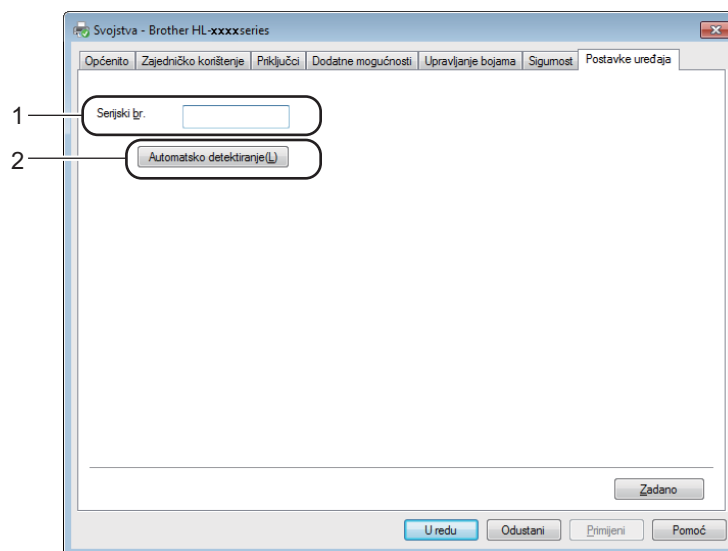 Svojstva - Brother HL-xxxxseries
Općenito Zajedničko korištenje Priključci Dodatne mogućnosti Upravljanje bojama Sigurnost Postavke uređaja
1 Serijski br.
2 Automatsko detektiranje(L)
Zadano
U redu Odustani Primijeni Pomoć